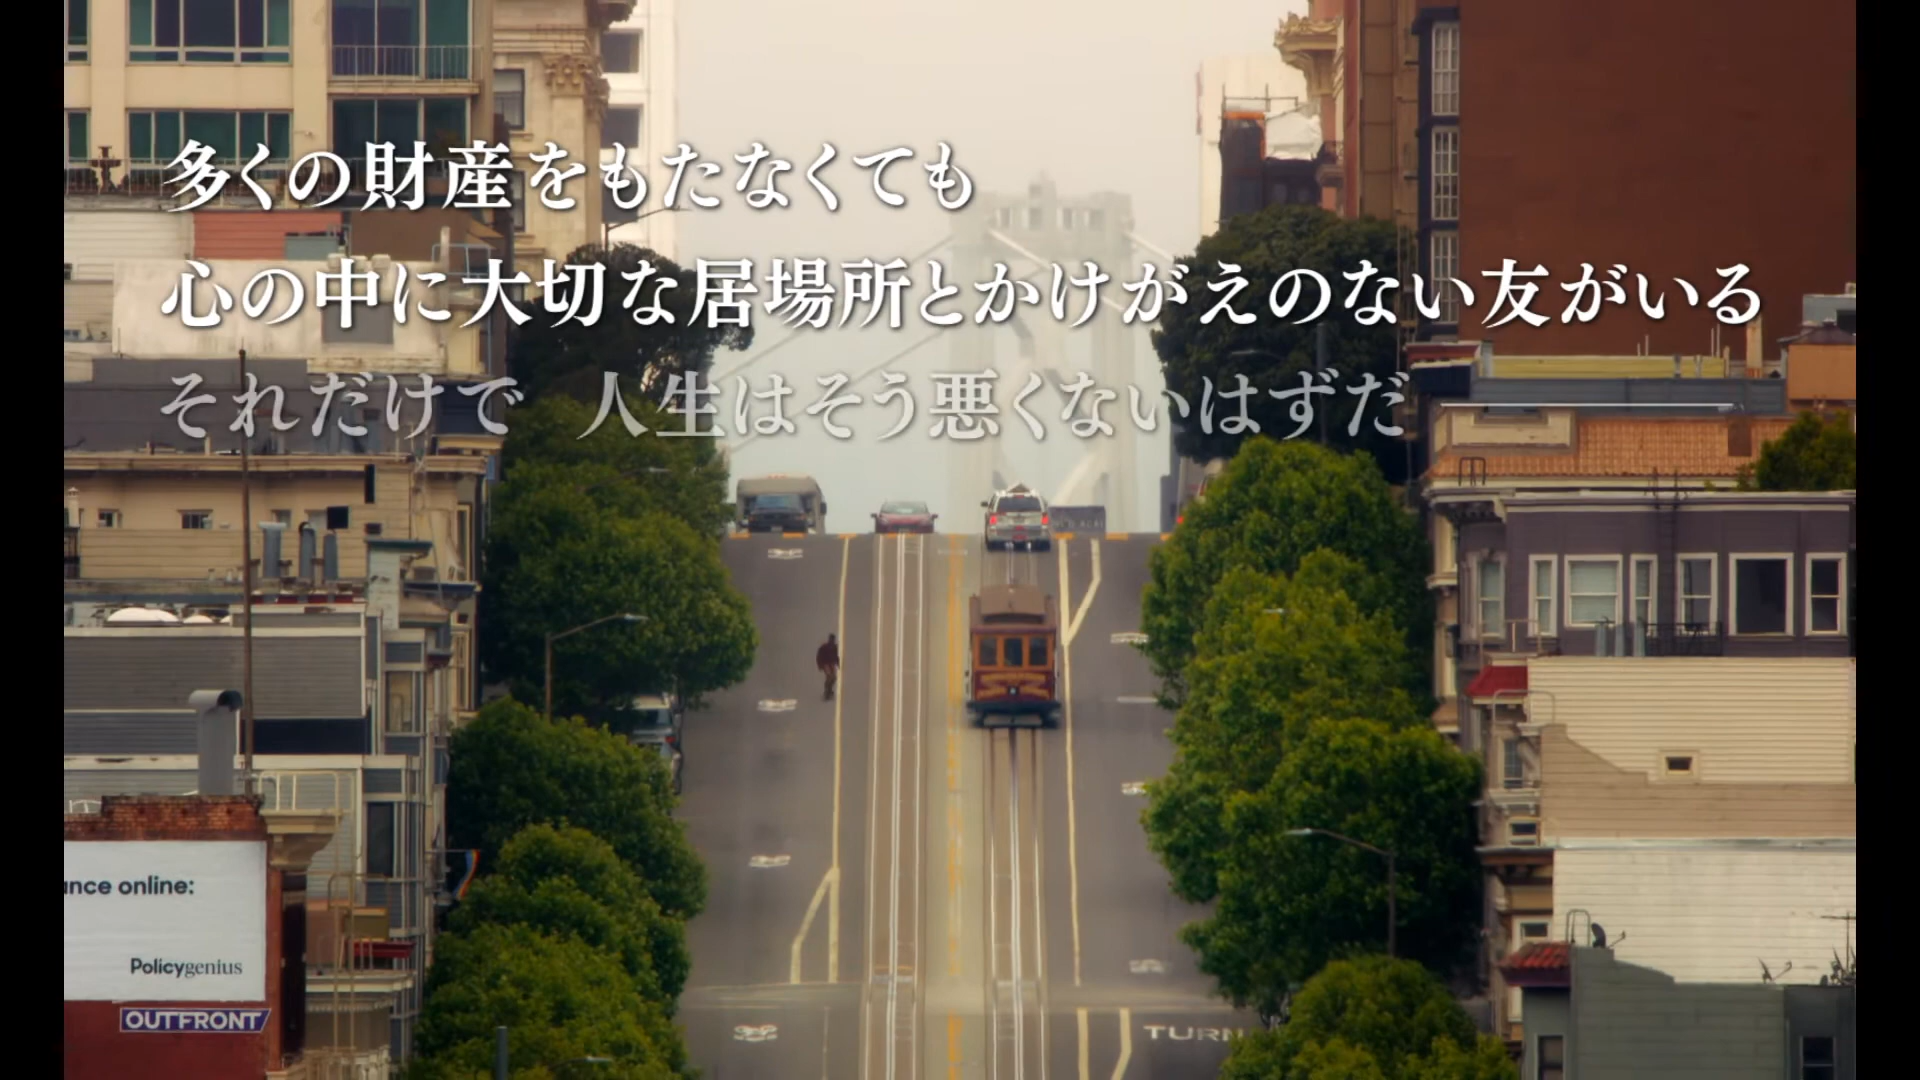 多くの財産をもたなくても
心の中に大切な居場所とかけがえのない友がいる
それだけで　人生はそう悪くないはずだ
ance online:
Policygenius
OUTFRONT
TURN